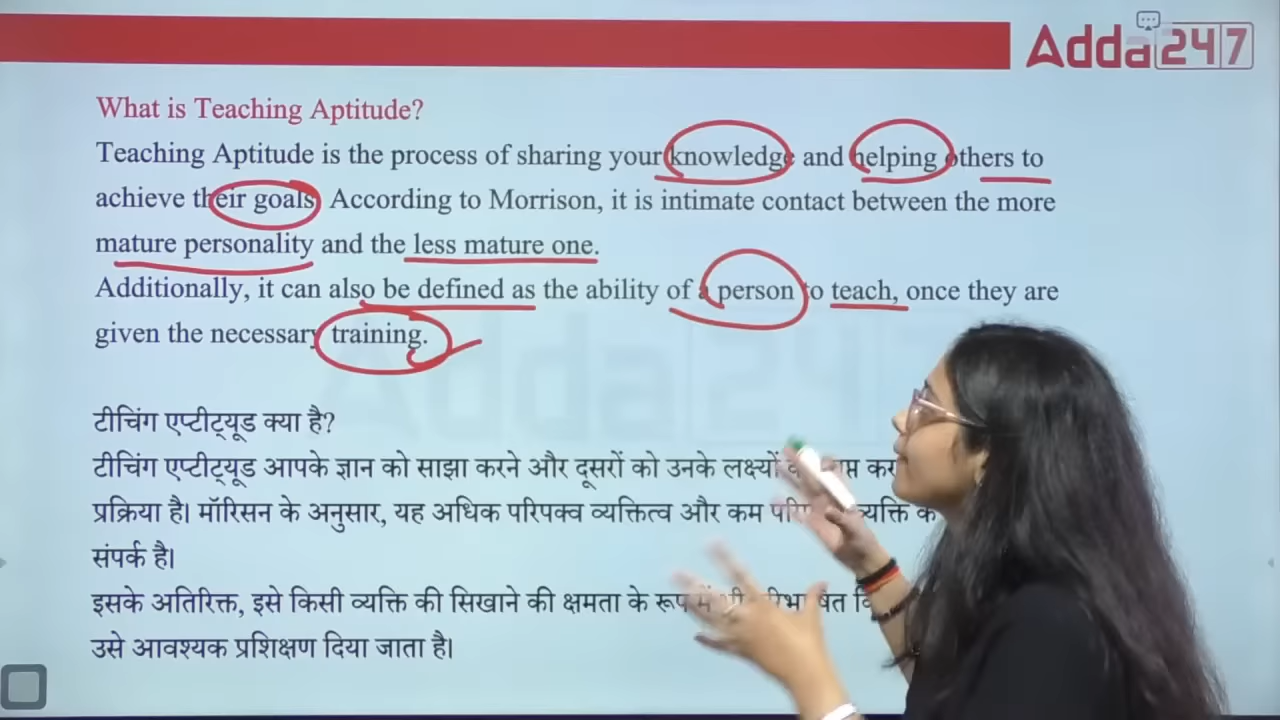 Adda 247
What is Teaching Aptitude?
Teaching Aptitude is the process of sharing your knowledge and helping others to
achieve their goals. According to Morrison, it is intimate contact between the more
mature personality and the less mature one.
Additionally, it can also be defined as the ability of a person to teach, once they are
given the necessary training.
टीचिंग एप्टीट्यूड क्या है?
टीचिंग एप्टीट्यूड आपके ज्ञान को साझा करने और दूसरों को उनके लक्ष्यों
प्रक्रिया है। मॉरिसन के अनुसार, यह अधिक परिपक्व व्यक्तित्व और कम
संपर्क है।
इसके अतिरिक्त, इसे किसी व्यक्ति की सिखाने की क्षमता के रूप में भी
उसे आवश्यक प्रशिक्षण दिया जाता है।